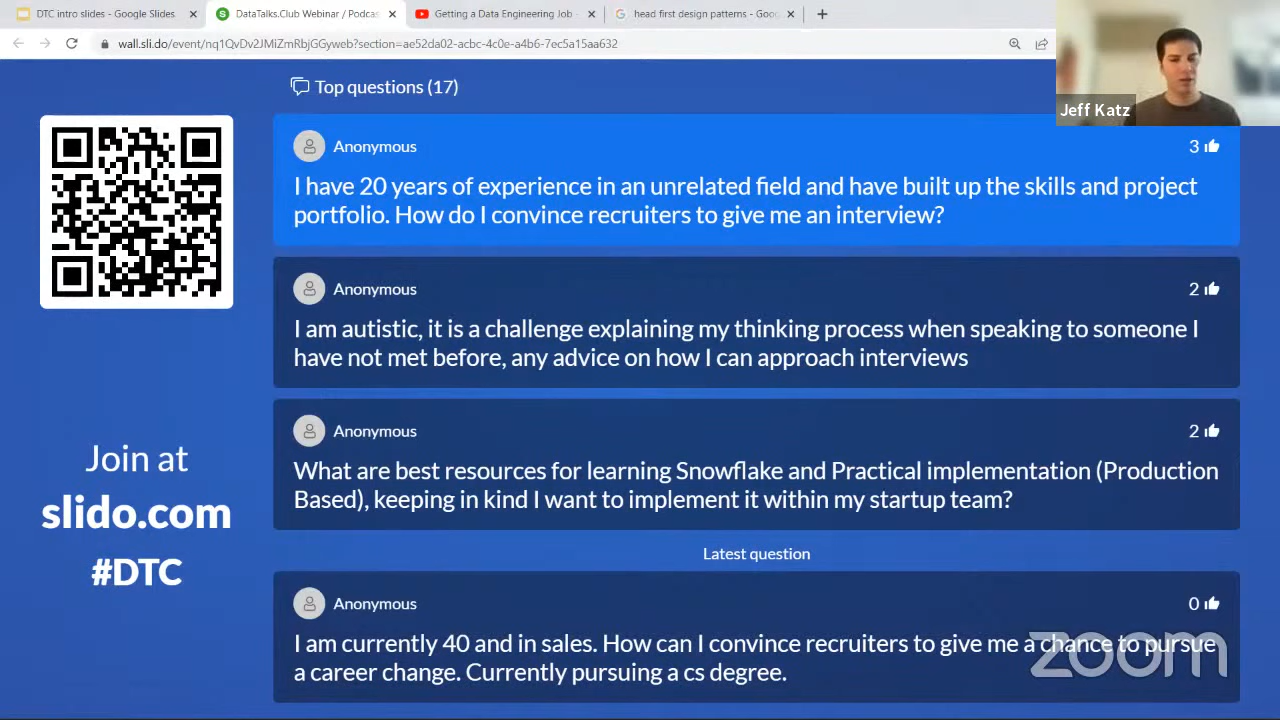 DTC intro slides - Google Slides
DataTalks.Club Webinar / Podcas
Getting a Data Engineering Job -
head first design patterns - Goog
wall.sli.do/event/nq1QvDv2JMiZmRbjGGyweb?section=ae52da02-acbc-4c0e-a4b6-7ec5a15aa632
Jeff Katz
Top questions (17)
Anonymous
3
I have 20 years of experience in an unrelated field and have built up the skills and project
portfolio. How do I convince recruiters to give me an interview?
Anonymous
2
I am autistic, it is a challenge explaining my thinking process when speaking to someone I
have not met before, any advice on how I can approach interviews
Anonymous
2
What are best resources for learning Snowflake and Practical implementation (Production
Based), keeping in kind I want to implement it within my startup team?
Latest question
Anonymous
0
I am currently 40 and in sales. How can I convince recruiters to give me a chance to pursue
a career change. Currently pursuing a cs degree.
Join at
slido.com
#DTC
zoom